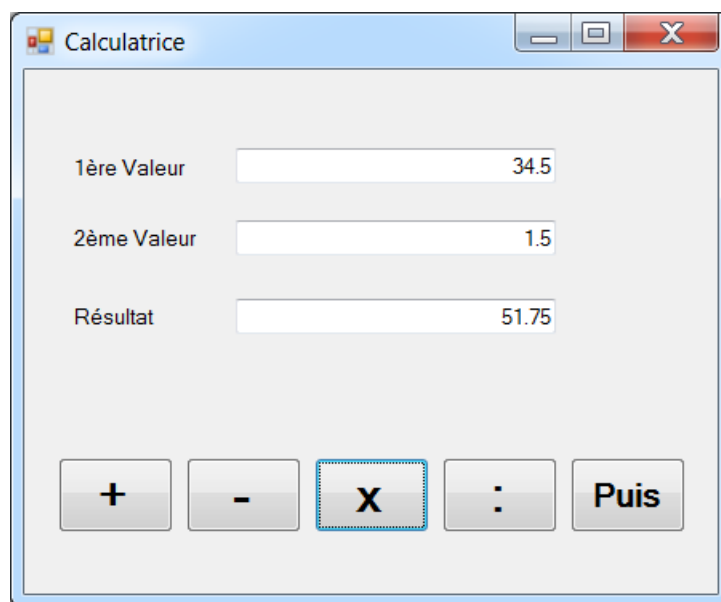 Calculatrice
1ère Valeur 34.5
2ème Valeur 1.5
Résultat 51.75
+ - x : Puis